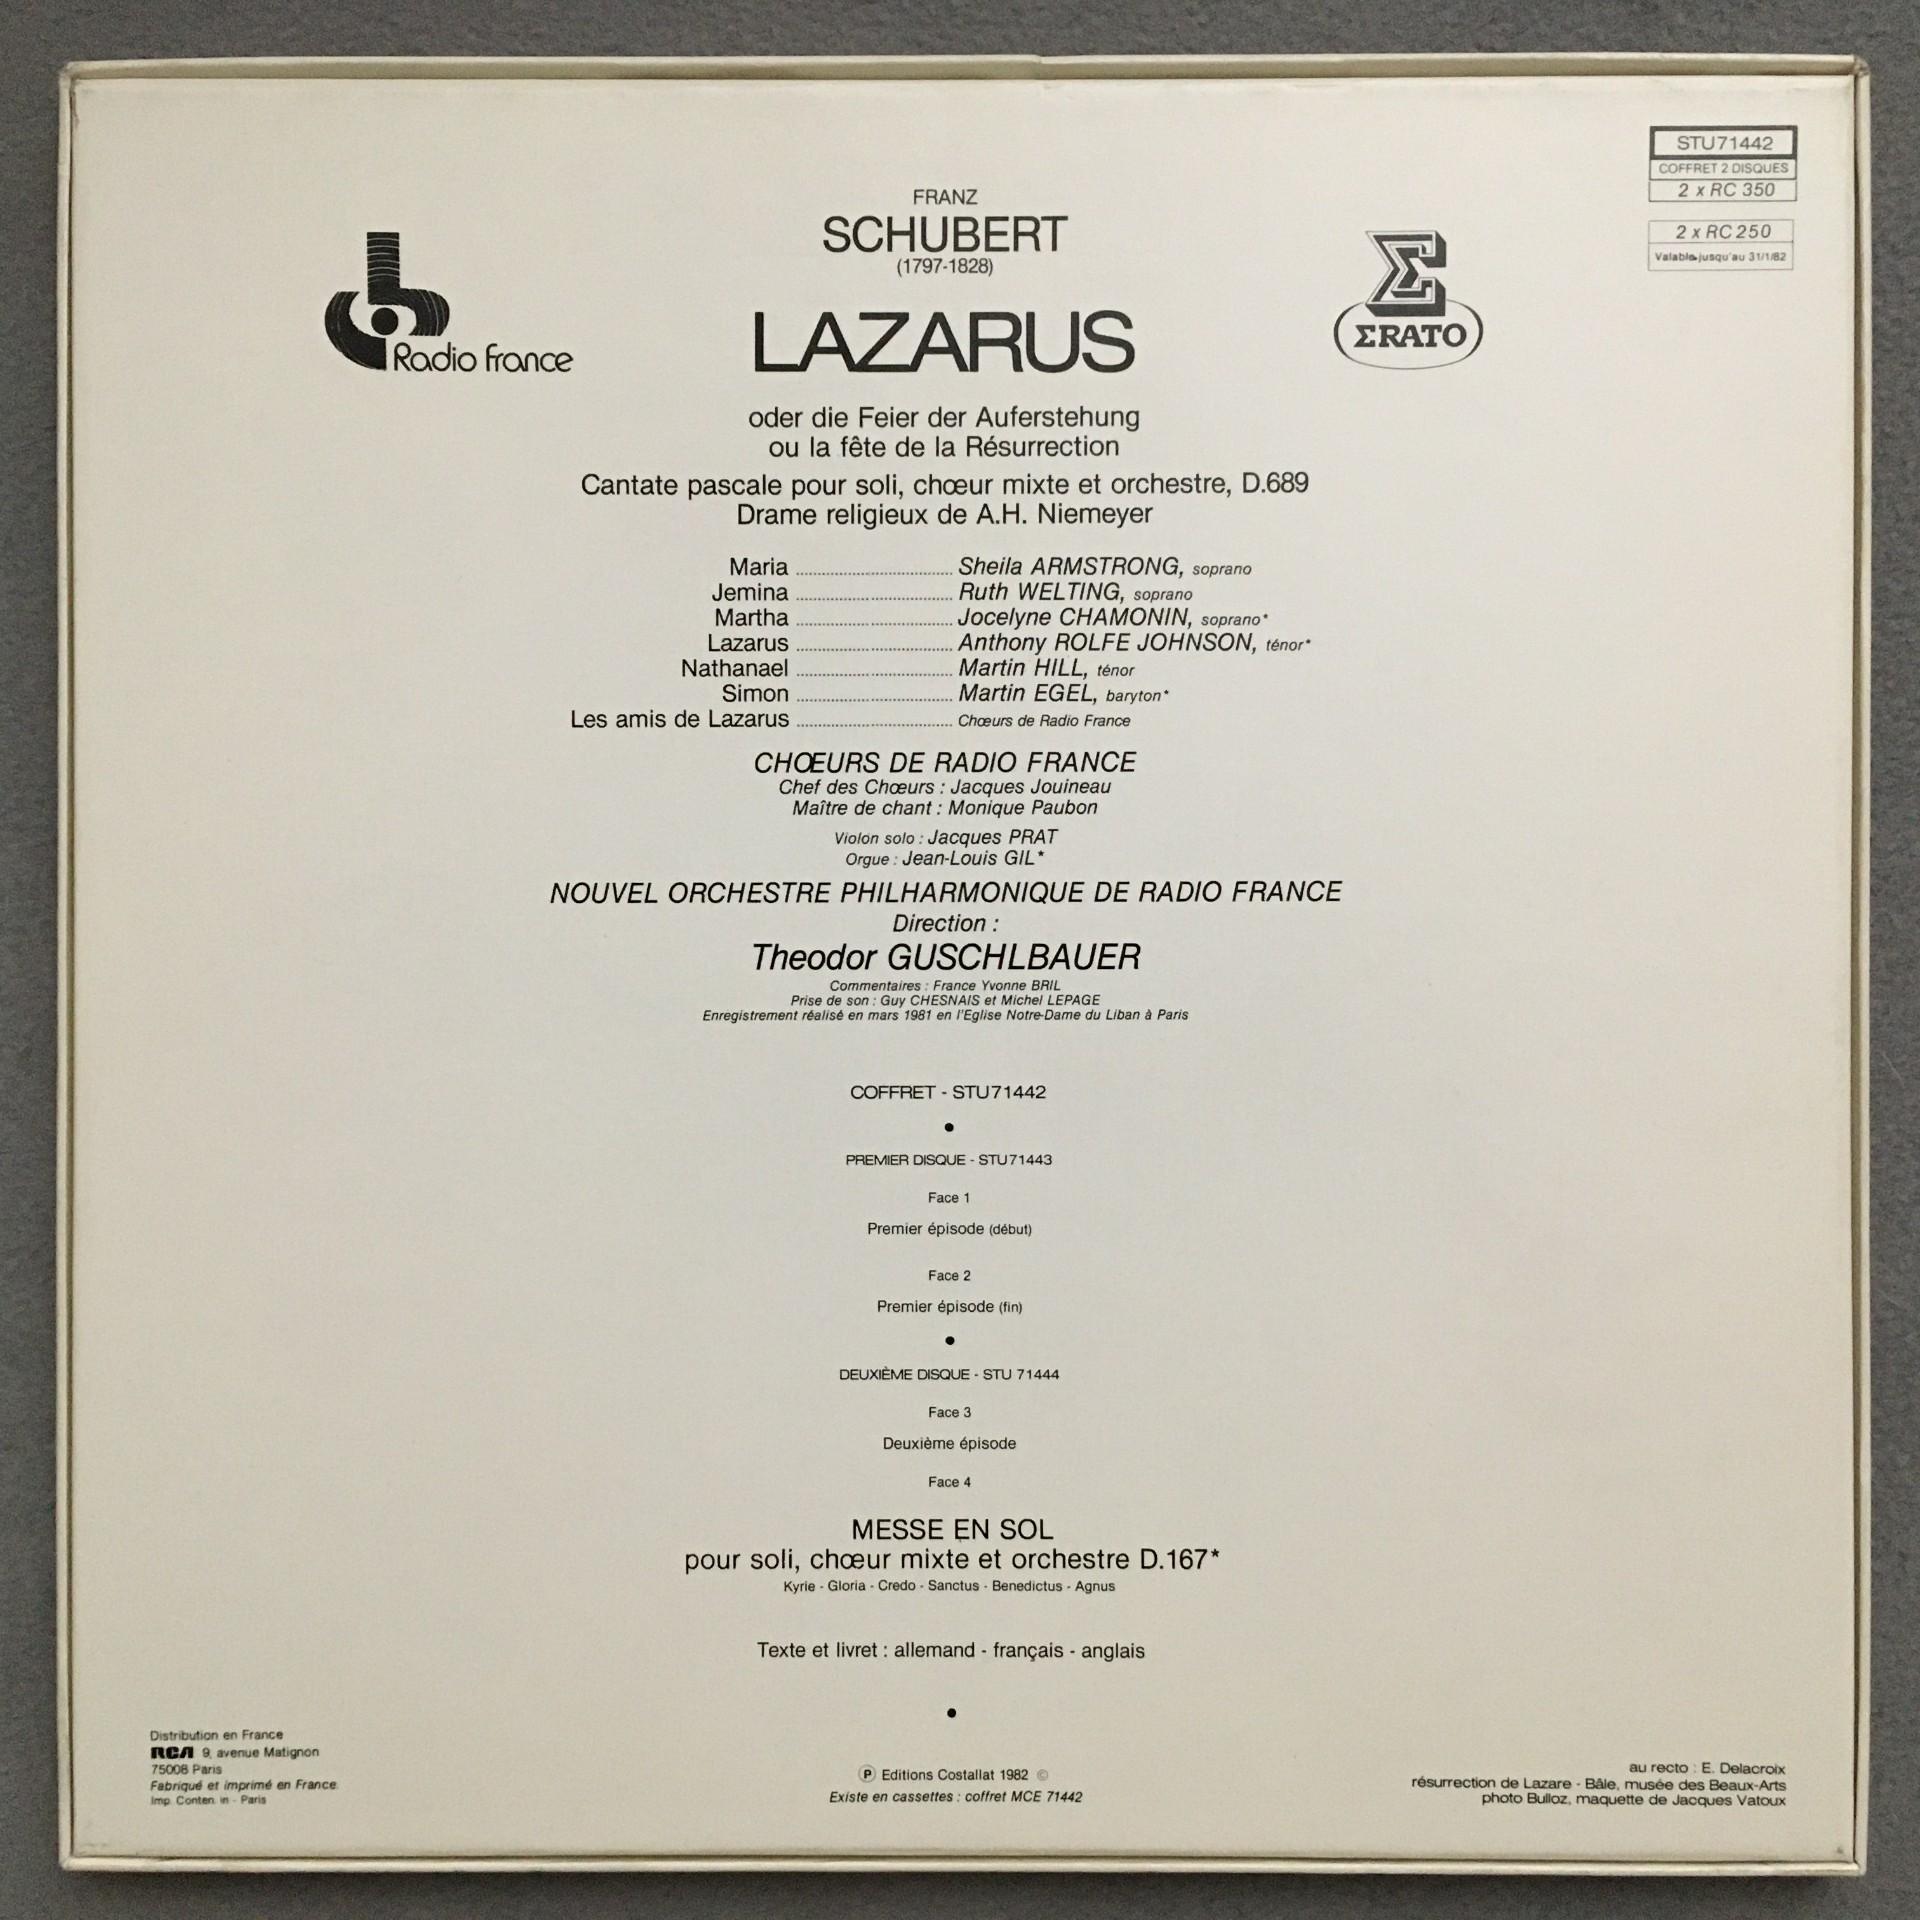 STU71442
COFFRET 2 DISQUES
2 x RC 350
2 x RC 250
Valable jusqu'au 31/1/82
FRANZ
SCHUBERT
(1797-1828)
Radio france
ΣRATO
LAZARUS
oder die Feier der Auferstehung
ou la fête de la Résurrection
Cantate pascale pour soli, chœur mixte et orchestre, D.689
Drame religieux de A.H. Niemeyer
Maria ........................ Sheila ARMSTRONG, soprano
Jemina ........................ Ruth WELTING, soprano
Martha ........................ Jocelyne CHAMONIN, soprano*
Lazarus ........................ Anthony ROLFE JOHNSON, ténor*
Nathanael ........................ Martin HILL, ténor
Simon ........................ Martin EGEL, baryton*
Les amis de Lazarus ........................ Chœurs de Radio France
CHŒURS DE RADIO FRANCE
Chef des Chœurs : Jacques Jouineau
Maître de chant : Monique Paubon
Violon solo : Jacques PRAT
Orgue : Jean-Louis GIL*
NOUVEL ORCHESTRE PHILHARMONIQUE DE RADIO FRANCE
Direction :
Theodor GUSCHLBAUER
Commentaires : France Yvonne BRIL
Prise de son : Guy CHESNAIS et Michel LEPAGE
Enregistrement réalisé en mars 1981 en l'Eglise Notre-Dame du Liban à Paris
COFFRET - STU71442
•
PREMIER DISQUE - STU71443
Face 1
Premier épisode (début)
Face 2
Premier épisode (fin)
•
DEUXIÈME DISQUE - STU 71444
Face 3
Deuxième épisode
Face 4
MESSE EN SOL
pour soli, chœur mixte et orchestre D.167*
Kyrie - Gloria - Credo - Sanctus - Benedictus - Agnus
Texte et livret : allemand - français - anglais
•
Distribution en France
RCA 9, avenue Matignon
75008 Paris
Fabriqué et imprimé en France
Imp. Conten. in - Paris
Ⓟ Editions Costallat 1982 ©
Existe en cassettes : coffret MCE 71442
au recto : E. Delacroix
résurrection de Lazare - Bâle, musée des Beaux-Arts
photo Bulloz, maquette de Jacques Vatoux